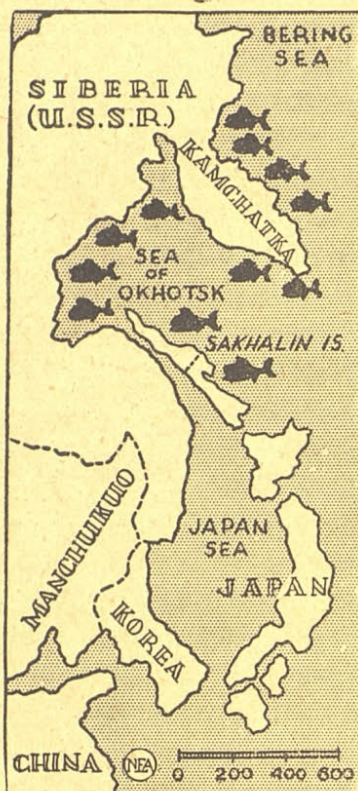 BERING
SEA
SIBERIA
(U.S.S.R.)
KAMCHATKA
SEA
OF
OKHOTSK
SAKHALIN IS.
JAPAN
SEA
MANCHUKUO
JAPAN
KOREA
CHINA
NEA
0 200 400 600